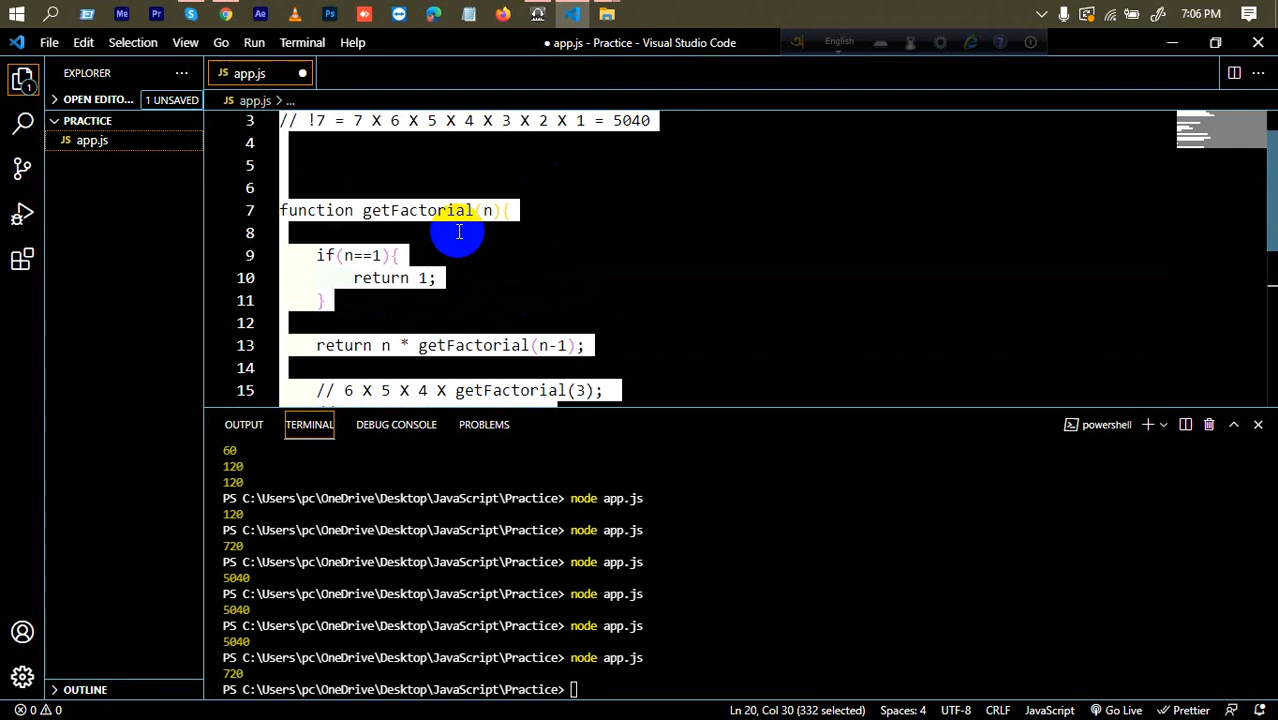 7:06 PM
File Edit Selection View Go Run Terminal Help
● app.js - Practice - Visual Studio Code
English
EXPLORER
JS app.js
OPEN EDITO... 1 UNSAVED
JS app.js > ...
PRACTICE
JS app.js
3 // !7 = 7 X 6 X 5 X 4 X 3 X 2 X 1 = 5040
4
5
6
7 function getFactorial(n){
8
9 if(n==1){
10 return 1;
11 }
12
13 return n * getFactorial(n-1);
14
15 // 6 X 5 X 4 X getFactorial(3);
OUTPUT TERMINAL DEBUG CONSOLE PROBLEMS
powershell
60
120
120
PS C:\Users\pc\OneDrive\Desktop\JavaScript\Practice> node app.js
120
PS C:\Users\pc\OneDrive\Desktop\JavaScript\Practice> node app.js
720
PS C:\Users\pc\OneDrive\Desktop\JavaScript\Practice> node app.js
5040
PS C:\Users\pc\OneDrive\Desktop\JavaScript\Practice> node app.js
5040
PS C:\Users\pc\OneDrive\Desktop\JavaScript\Practice> node app.js
5040
PS C:\Users\pc\OneDrive\Desktop\JavaScript\Practice> node app.js
720
PS C:\Users\pc\OneDrive\Desktop\JavaScript\Practice>
OUTLINE
0 0 Ln 20, Col 30 (332 selected) Spaces: 4 UTF-8 CRLF JavaScript Go Live Prettier